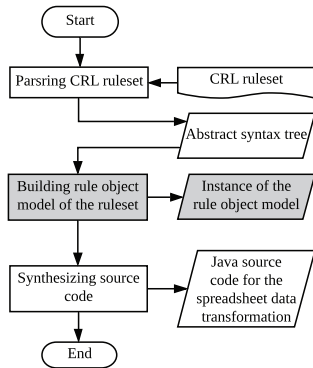 Start
Parsring CRL ruleset
CRL ruleset
Abstract syntax tree
Building rule object
model of the ruleset
Instance of the
rule object model
Synthesizing source
code
Java source
code for the
spreadsheet data
transformation
End